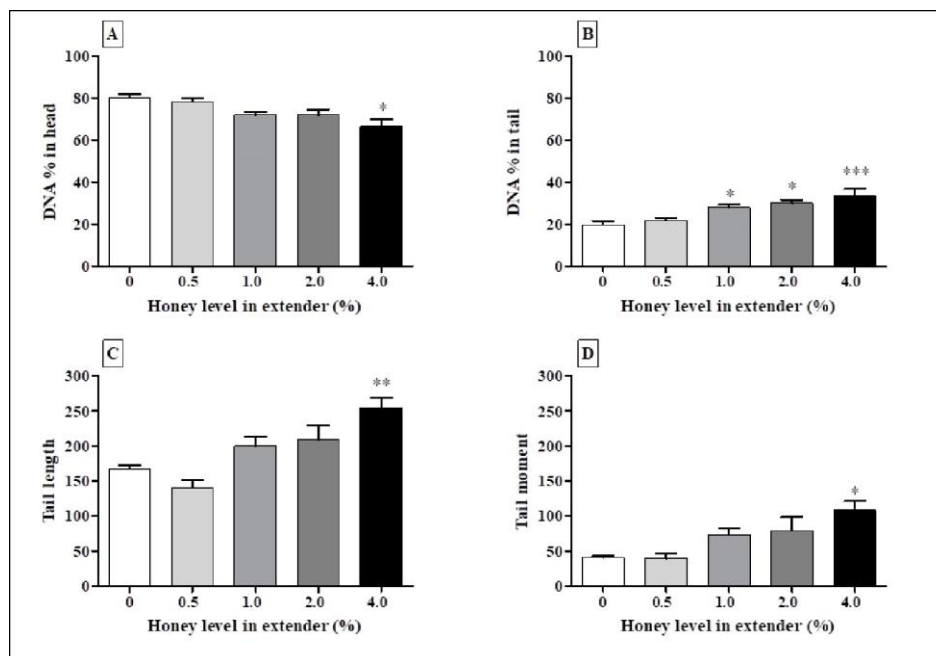 A
DNA % in head
100
80
60
40
20
0
*
0 0.5 1.0 2.0 4.0
Honey level in extender (%)
B
DNA % in tail
100
80
60
40
20
0
* * ***
0 0.5 1.0 2.0 4.0
Honey level in extender (%)
C
Tail length
300
250
200
150
100
50
0
**
0 0.5 1.0 2.0 4.0
Honey level in extender (%)
D
Tail moment
300
250
200
150
100
50
0
*
0 0.5 1.0 2.0 4.0
Honey level in extender (%)